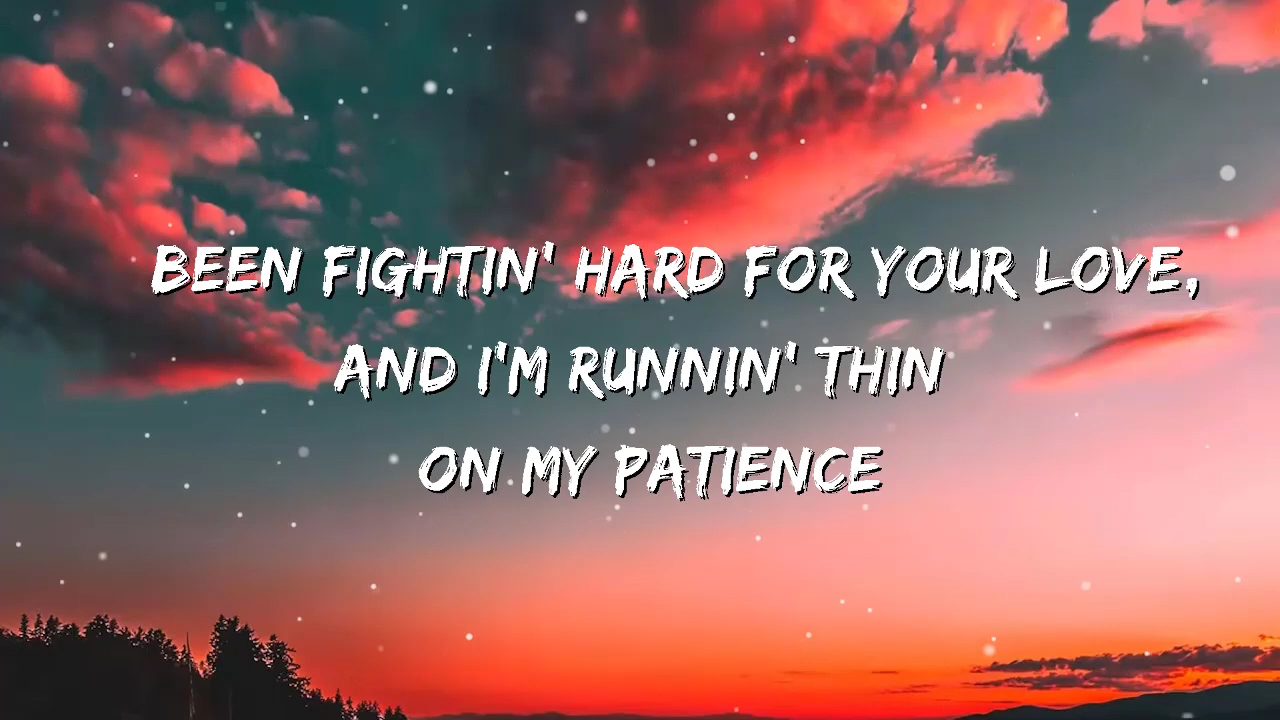 BEEN FIGHTIN' HARD FOR YOUR LOVE,
AND I'M RUNNIN' THIN
ON MY PATIENCE